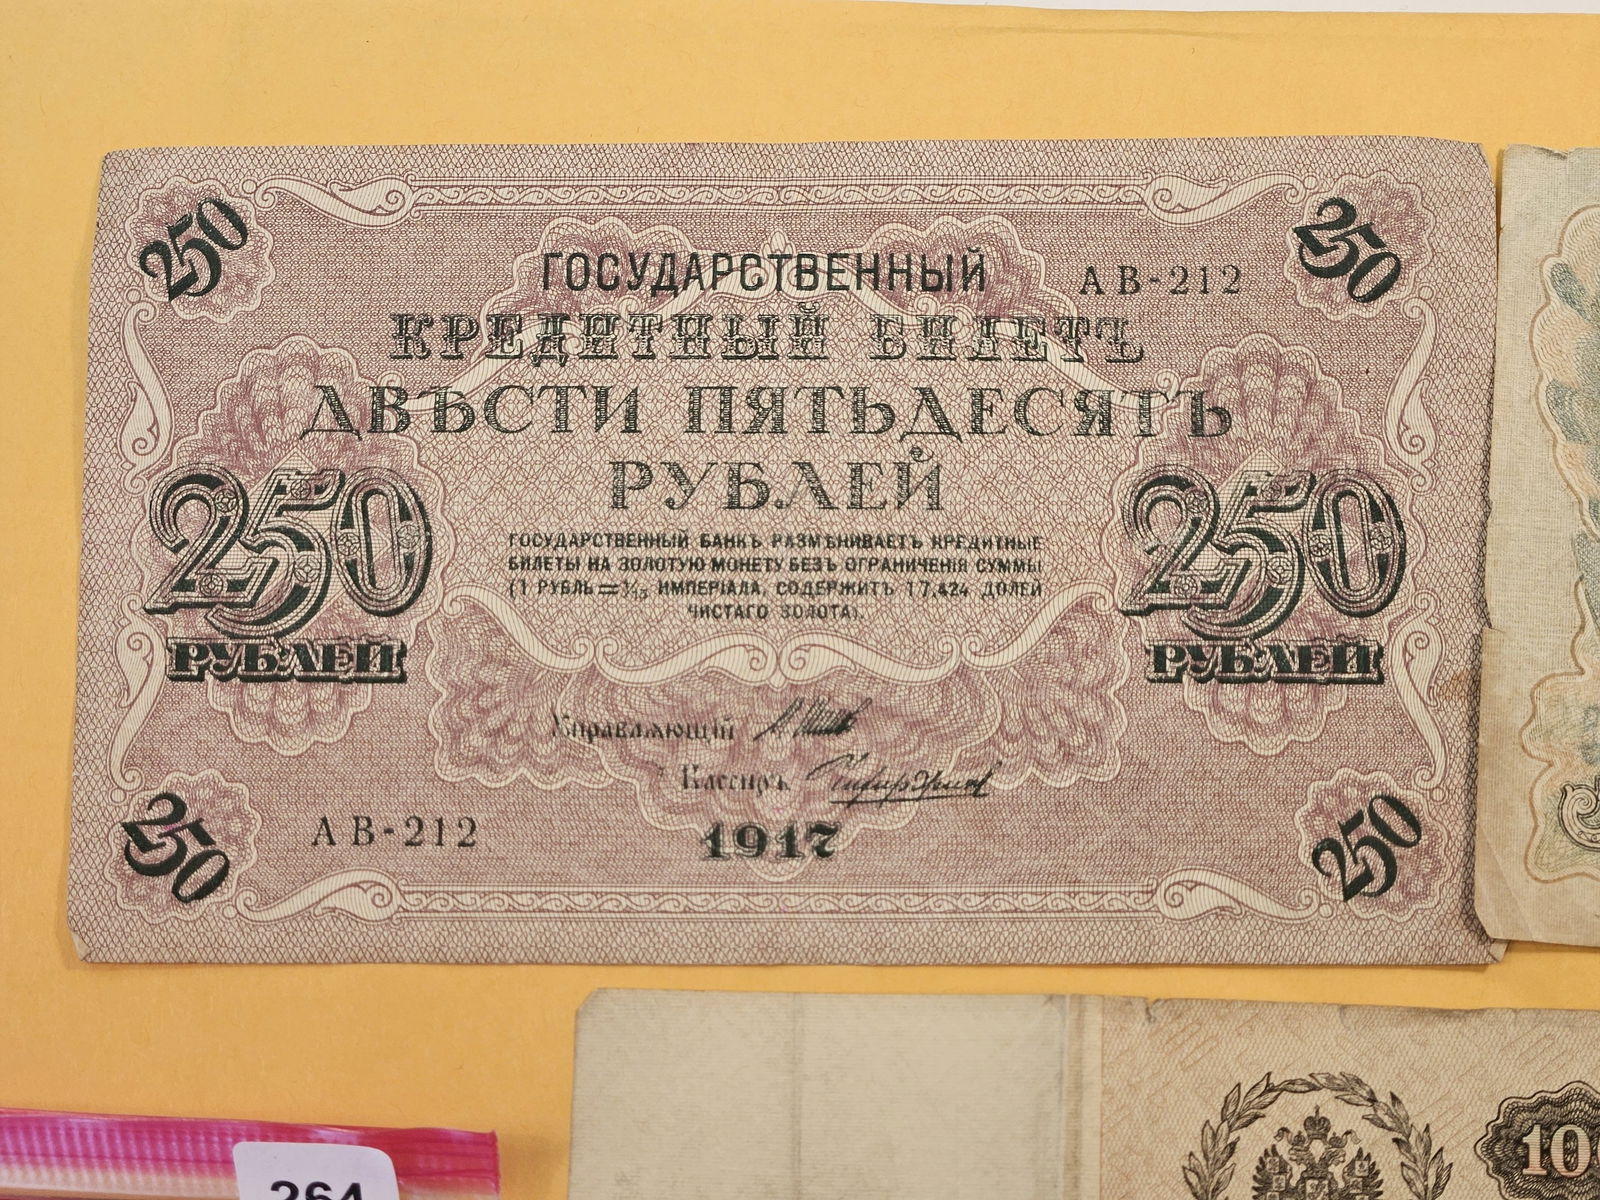 250
250
ГОСУДАРСТВЕННЫЙ
АВ-212
КРЕДИТНЫЙ БИЛЕТЪ
ДВѢСТИ ПЯТЬДЕСЯТЪ
РУБЛЕЙ
250
РУБЛЕЙ
250
РУБЛЕЙ
ГОСУДАРСТВЕННЫЙ БАНКЪ РАЗМѢНИВАЕТЪ КРЕДИТНЫЕ
БИЛЕТЫ НА ЗОЛОТУЮ МОНЕТУ БЕЗЪ ОГРАНИЧЕНІЯ СУММЫ
(1 РУБЛЬ = 1/15 ИМПЕРІАЛА, СОДЕРЖИТЪ 17,424 ДОЛЕЙ
ЧИСТАГО ЗОЛОТА).
Управляющій
Кассиръ
АВ-212
1917
250
250
10
264